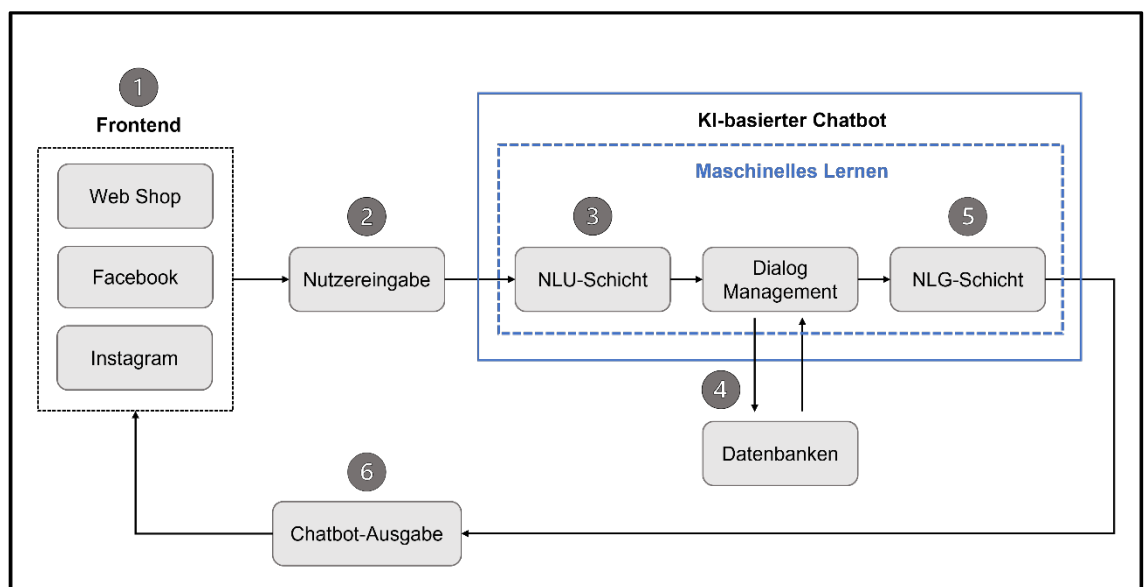 1
Frontend
Web Shop
Facebook
Instagram
2
Nutzereingabe
KI-basierter Chatbot
Maschinelles Lernen
3
NLU-Schicht
Dialog
Management
5
NLG-Schicht
4
Datenbanken
6
Chatbot-Ausgabe